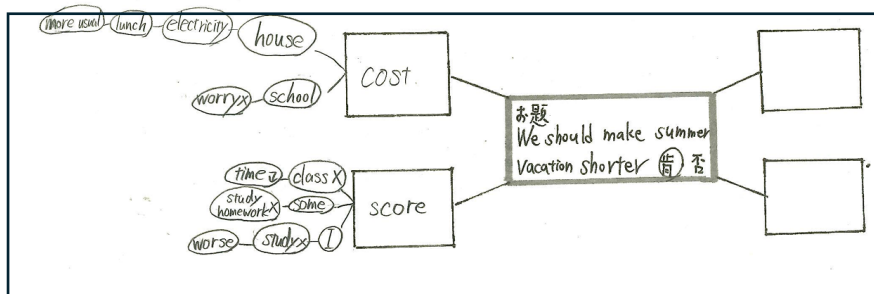 more usual
lunch
electricity
house
cost
worry×
school
お題
We should make summer
vacation shorter 肯 否
time
class×
study
homework×
some
score
worse
study×
I